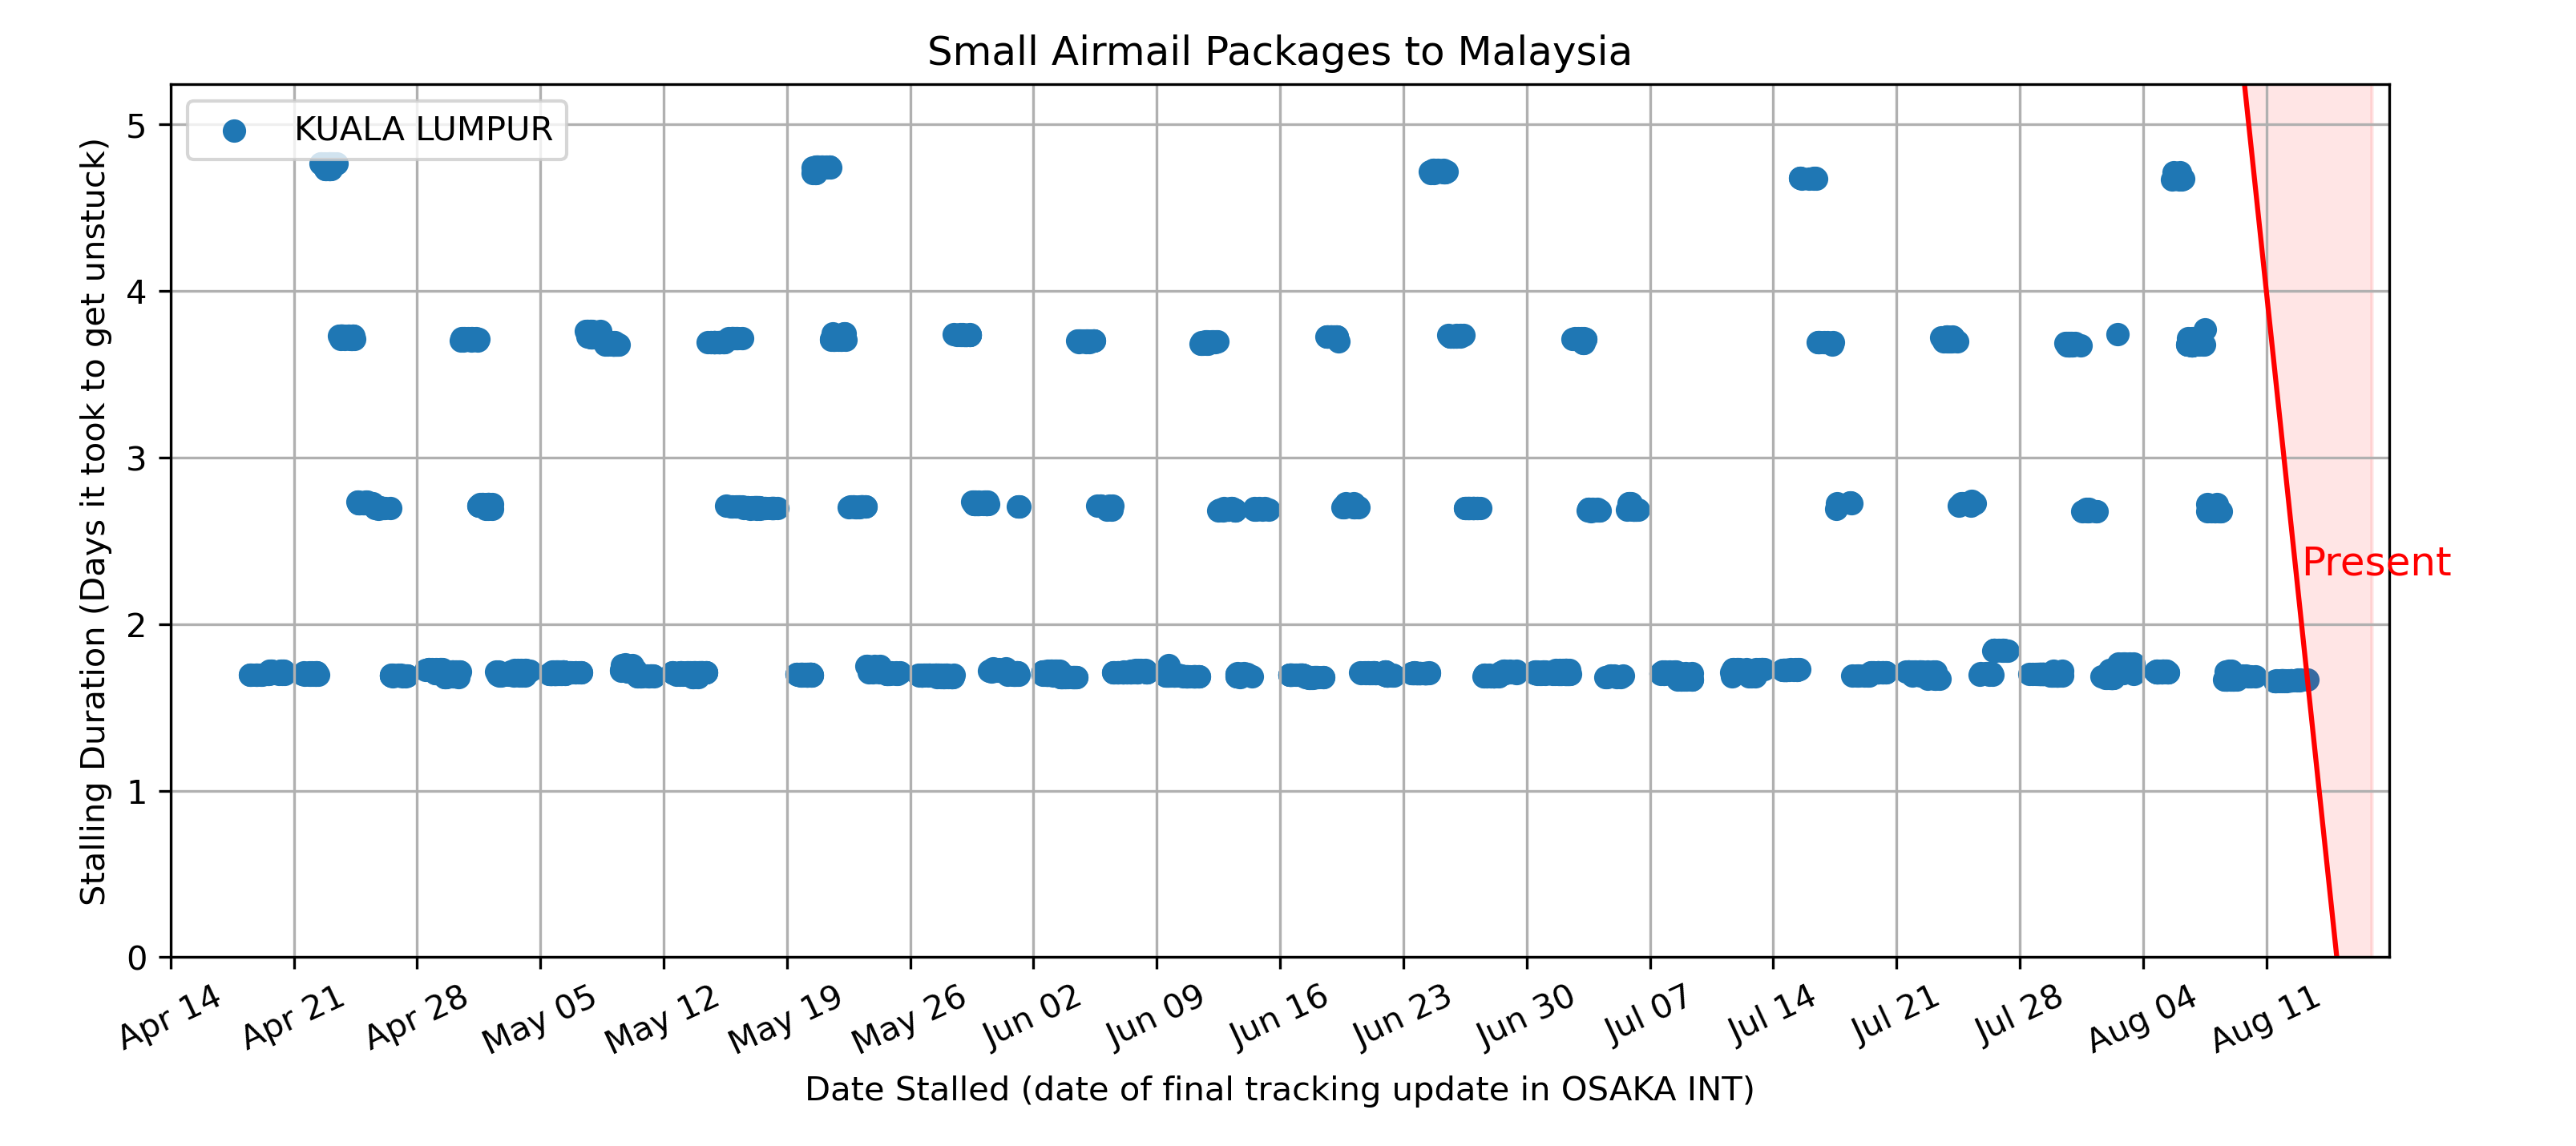 Small Airmail Packages to Malaysia
KUALA LUMPUR
Stalling Duration (Days it took to get unstuck)
5
4
3
2
1
0
Present
Apr 14
Apr 21
Apr 28
May 05
May 12
May 19
May 26
Jun 02
Jun 09
Jun 16
Jun 23
Jun 30
Jul 07
Jul 14
Jul 21
Jul 28
Aug 04
Aug 11
Date Stalled (date of final tracking update in OSAKA INT)